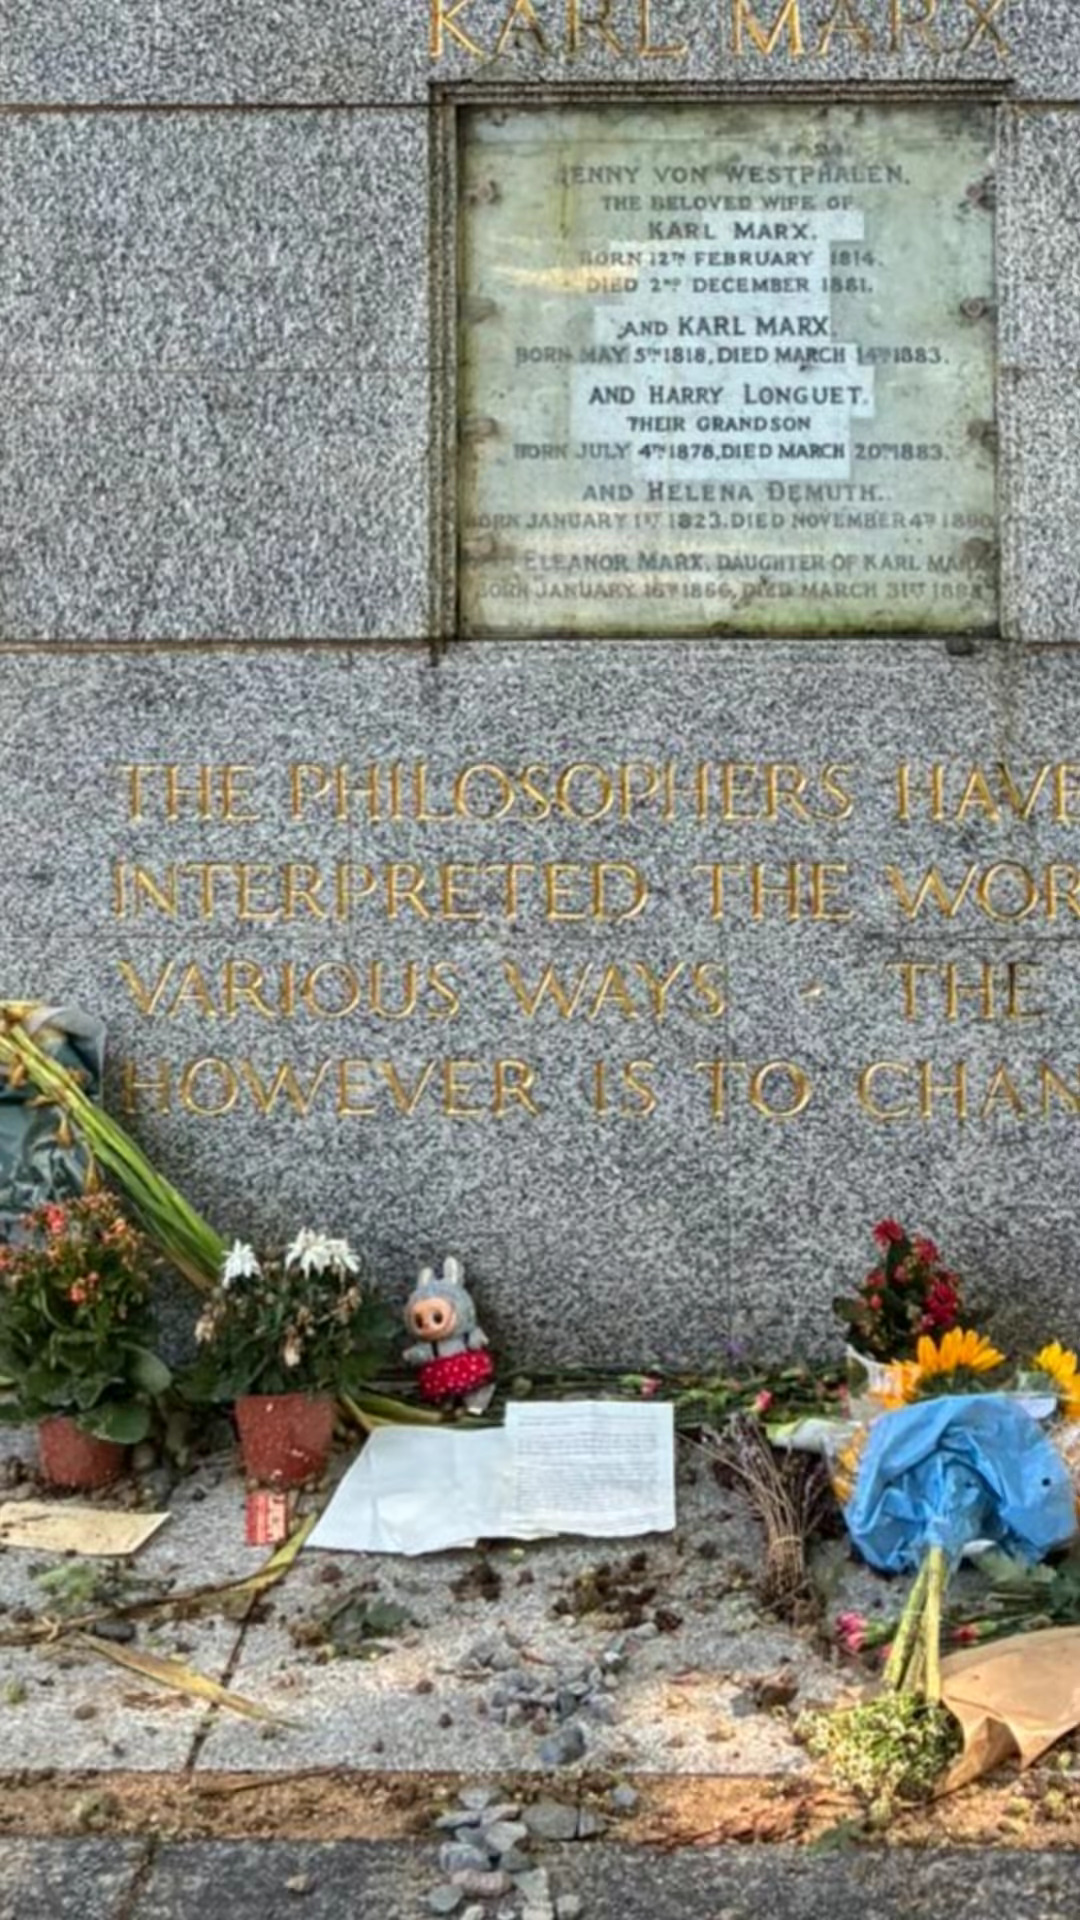 KARL MARX
JENNY VON WESTPHALEN,
THE BELOVED WIFE OF
KARL MARX.
BORN 12TH FEBRUARY 1814.
DIED 2ND DECEMBER 1881.
AND KARL MARX.
BORN MAY 5TH 1818, DIED MARCH 14TH 1883.
AND HARRY LONGUET.
THEIR GRANDSON
BORN JULY 4TH 1878, DIED MARCH 20TH 1883.
AND HELENA DEMUTH.
BORN JANUARY 1ST 1823. DIED NOVEMBER 4TH
ELEANOR MARX, DAUGHTER OF KARL MARX
BORN JANUARY 16TH 1866, DIED MARCH 31ST
THE PHILOSOPHERS HAVE
INTERPRETED THE WOR
VARIOUS WAYS - THE
HOWEVER IS TO CHAN